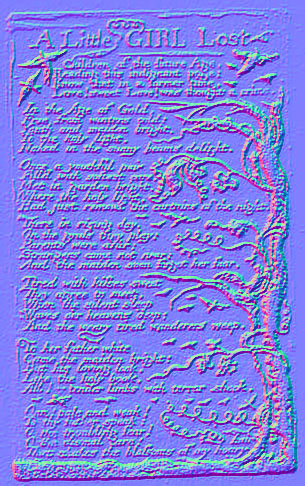 A Little GIRL Lost
Children of the future Age,
Reading this indignant page:
Know that in a former time
Love! sweet Love! was thought a crime.
In the Age of Gold,
Free from winters cold:
Youth and maiden bright,
To the holy light,
Naked in the sunny beams delight.
Once a youthful pair
Fill'd with softest care:
Met in garden bright,
Where the holy light,
Had just removd the curtains of the night.
There in rising day,
On the grass they play:
Parents were afar:
Strangers came not near:
And the maiden soon forgot her fear.
Tired with kisses sweet
They agree to meet,
When the silent sleep
Waves o'er heavens deep:
And the weary tired wanderers weep.
To her father white
Came the maiden bright:
But his loving look,
Like the holy book,
All her tender limbs with terror shook.
Ona! pale and weak!
To thy father speak:
O the trembling fear!
O the dismal care!
That shakes the blossoms of my hoary
hair